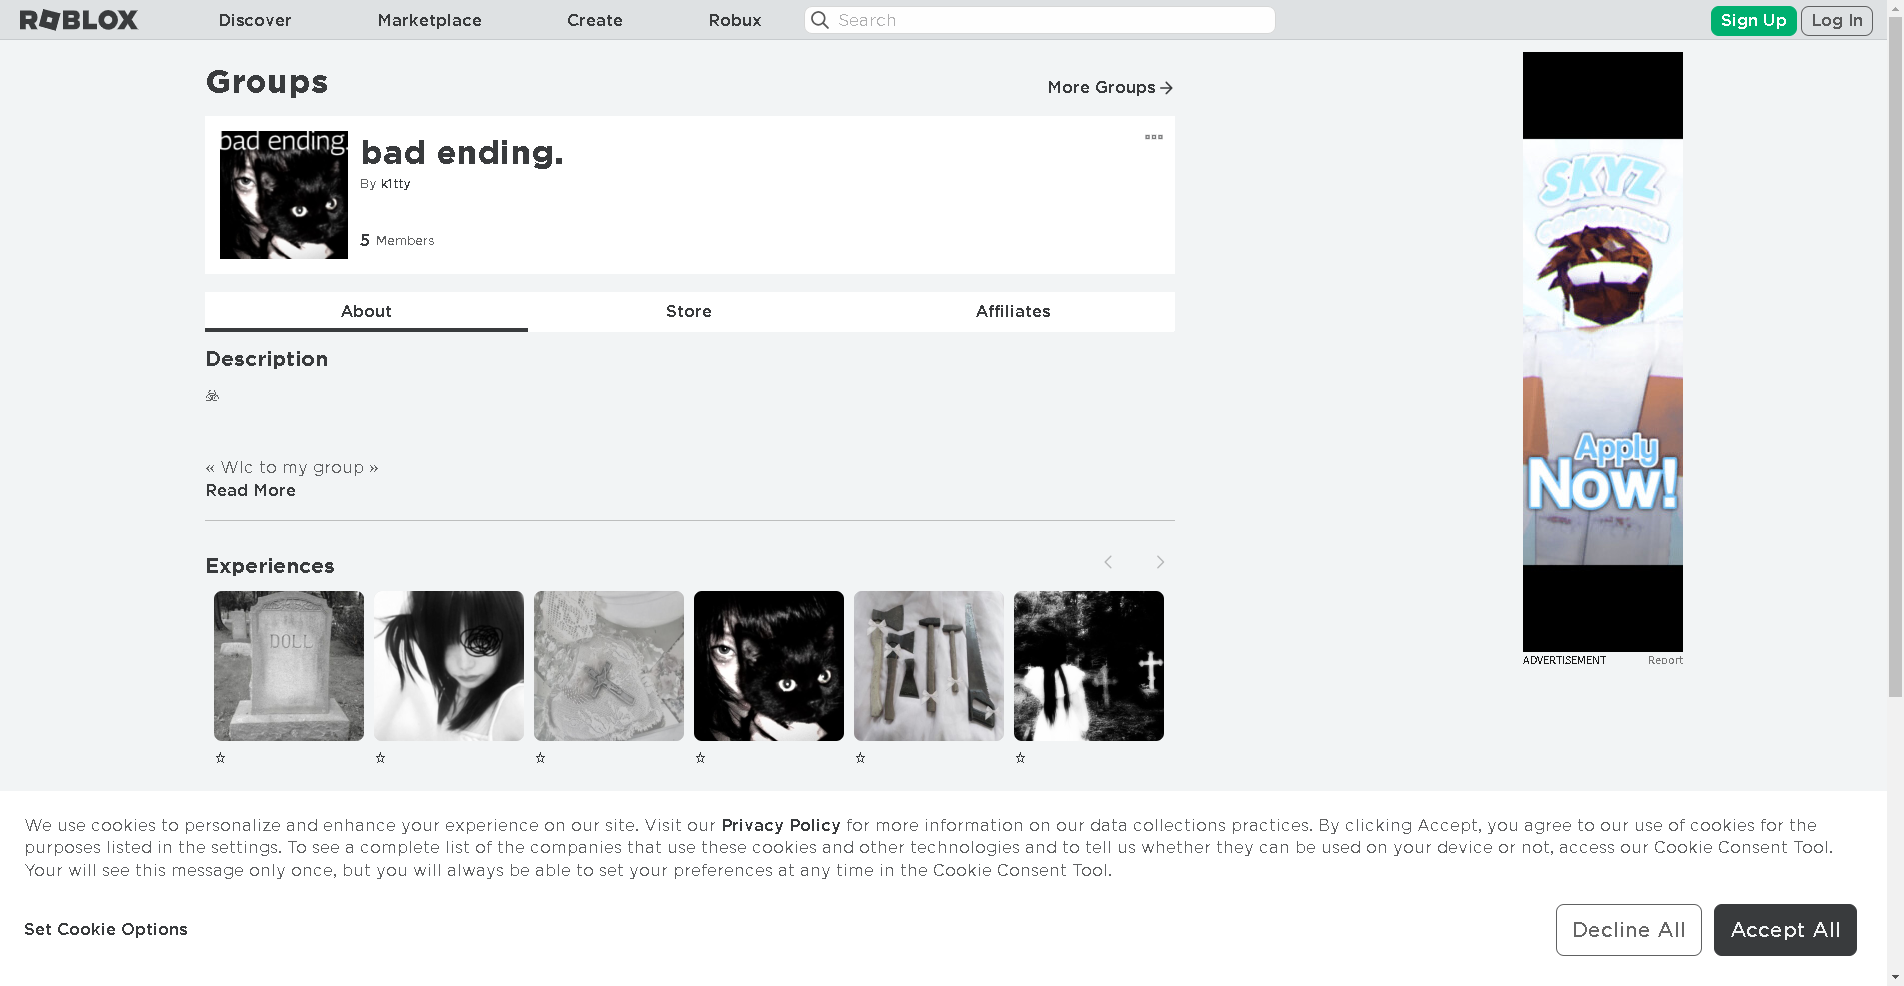 ROBLOX Discover Marketplace Create Robux Search Sign Up Log In
Groups
More Groups
bad ending.
bad ending.
By k1tty
5 Members
About Store Affiliates
Description
« Wlc to my group »
Read More
Experiences
DOLL
☆ ☆ ☆ ☆ ☆ ☆
SKYZ
CORPORATION
Apply
Now!
ADVERTISEMENT Report
We use cookies to personalize and enhance your experience on our site. Visit our Privacy Policy for more information on our data collections practices. By clicking Accept, you agree to our use of cookies for the
purposes listed in the settings. To see a complete list of the companies that use these cookies and other technologies and to tell us whether they can be used on your device or not, access our Cookie Consent Tool.
Your will see this message only once, but you will always be able to set your preferences at any time in the Cookie Consent Tool.
Set Cookie Options
Decline All Accept All